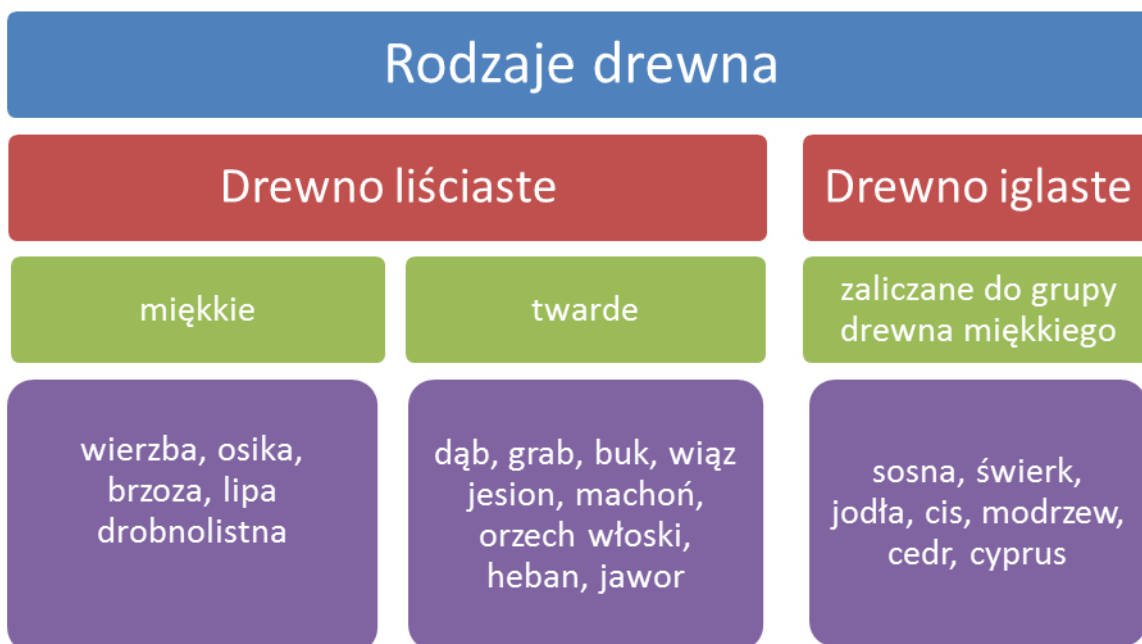 Rodzaje drewna
Drewno liściaste
Drewno iglaste
miękkie
twarde
zaliczane do grupy
drewna miękkiego
wierzba, osika,
brzoza, lipa
drobnolistna
dąb, grab, buk, wiąz
jesion, machoń,
orzech włoski,
heban, jawor
sosna, świerk,
jodła, cis, modrzew,
cedr, cyprus